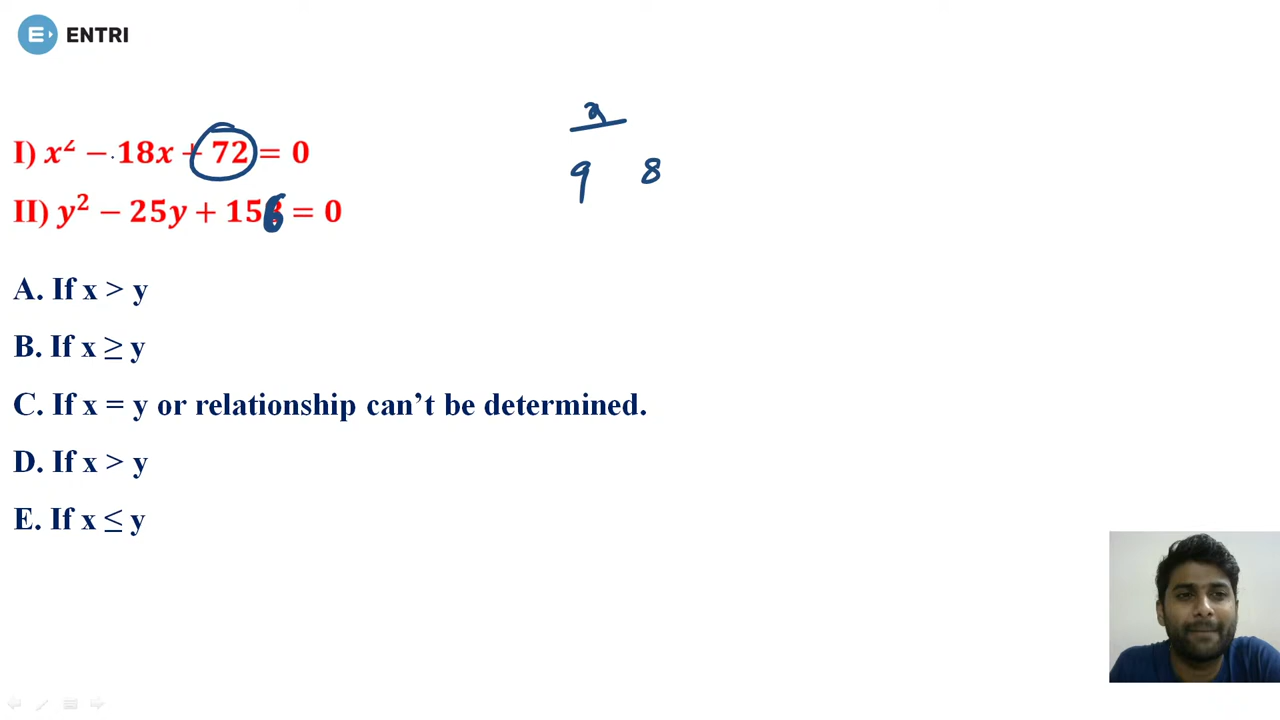 ENTRI
x
I) x² − 18x + 72 = 0
9 8
II) y² − 25y + 156 = 0
A. If x > y
B. If x ≥ y
C. If x = y or relationship can’t be determined.
D. If x > y
E. If x ≤ y